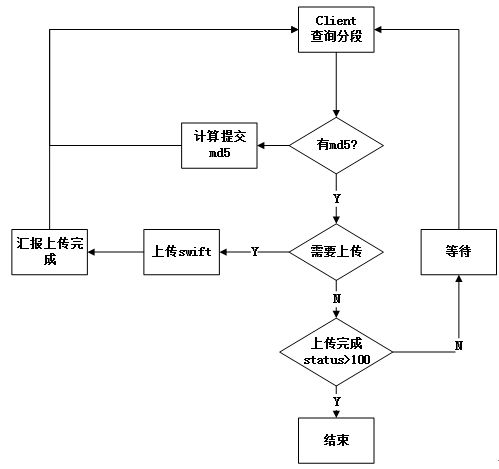 Client
查询分段
计算提交
md5
有md5?
Y
汇报上传完
成
上传swift
Y
需要上传
等待
N
上传完成
status>100
N
Y
结束